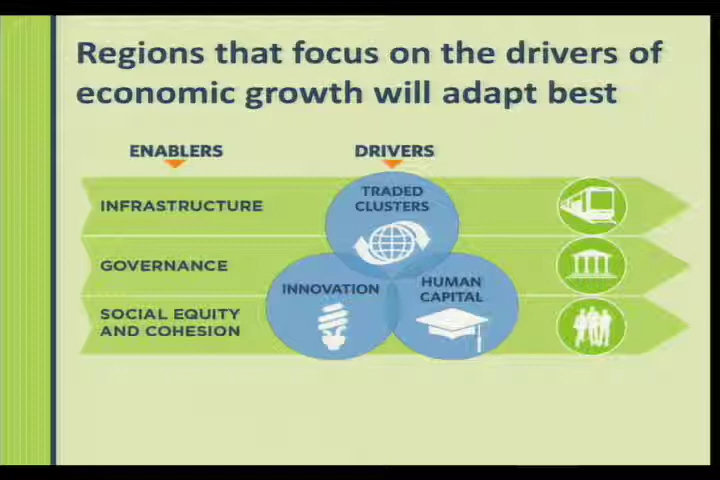 Regions that focus on the drivers of
economic growth will adapt best
ENABLERS
DRIVERS
TRADED
CLUSTERS
INFRASTRUCTURE
GOVERNANCE
INNOVATION
HUMAN
CAPITAL
SOCIAL EQUITY
AND COHESION